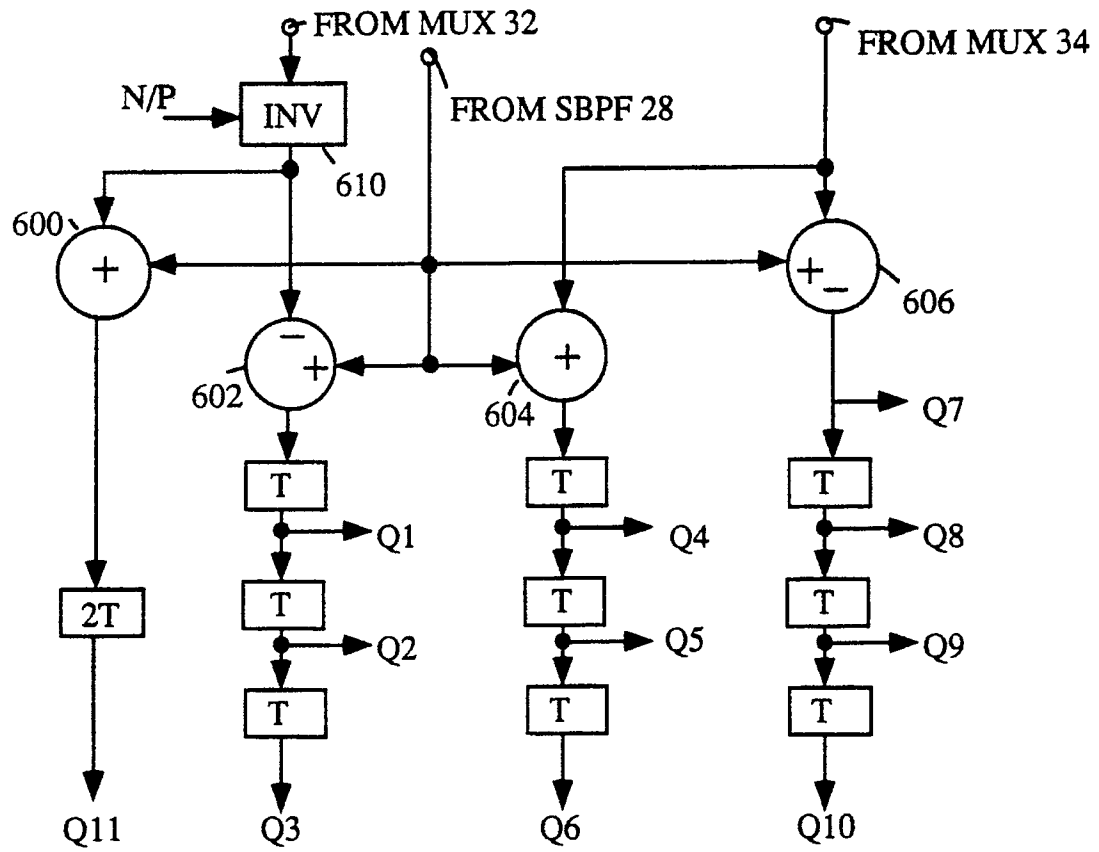 FROM MUX 32
FROM MUX 34
N/P
INV
FROM SBPF 28
610
600
+
+
−
606
−
+
602
+
604
Q7
T
T
T
Q1
Q4
Q8
2T
T
T
T
Q2
Q5
Q9
T
T
T
Q11
Q3
Q6
Q10